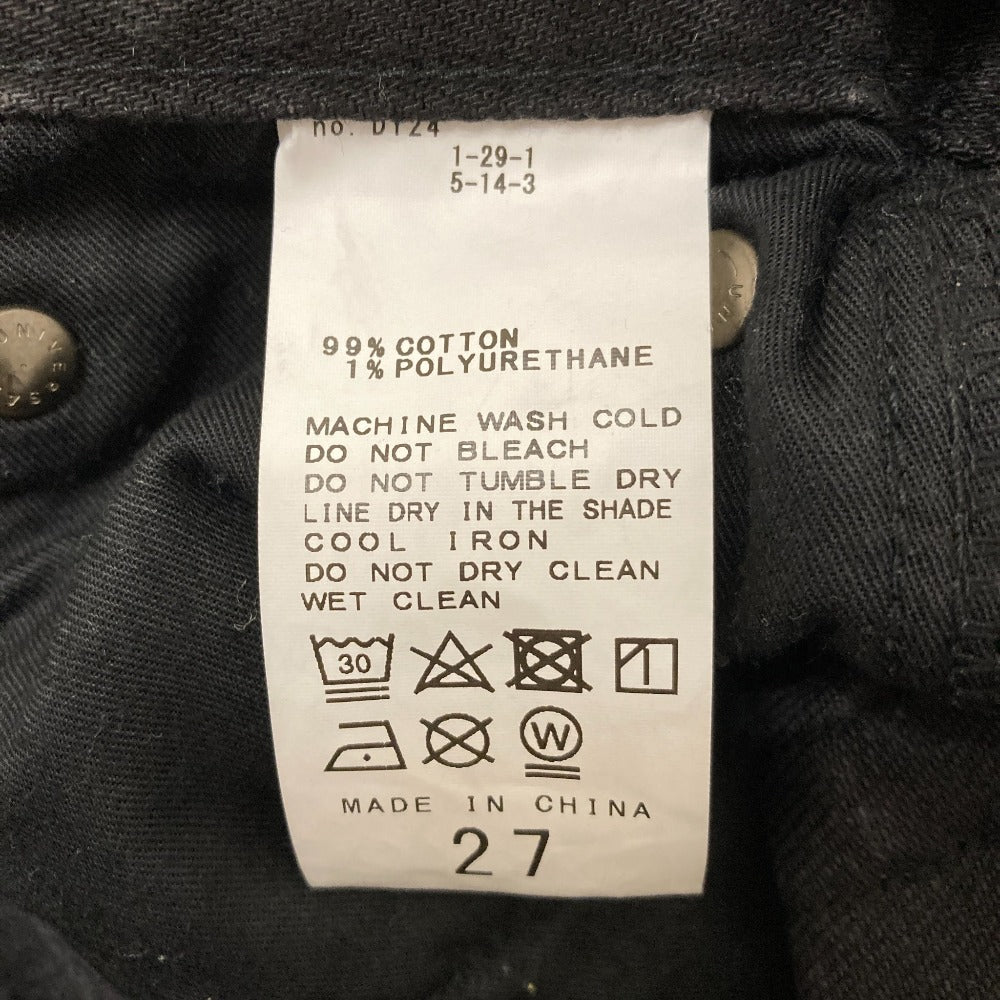 no. DY24
1-29-1
5-14-3
99% COTTON
1% POLYURETHANE
MACHINE WASH COLD
DO NOT BLEACH
DO NOT TUMBLE DRY
LINE DRY IN THE SHADE
COOL IRON
DO NOT DRY CLEAN
WET CLEAN
30
W
MADE IN CHINA
27